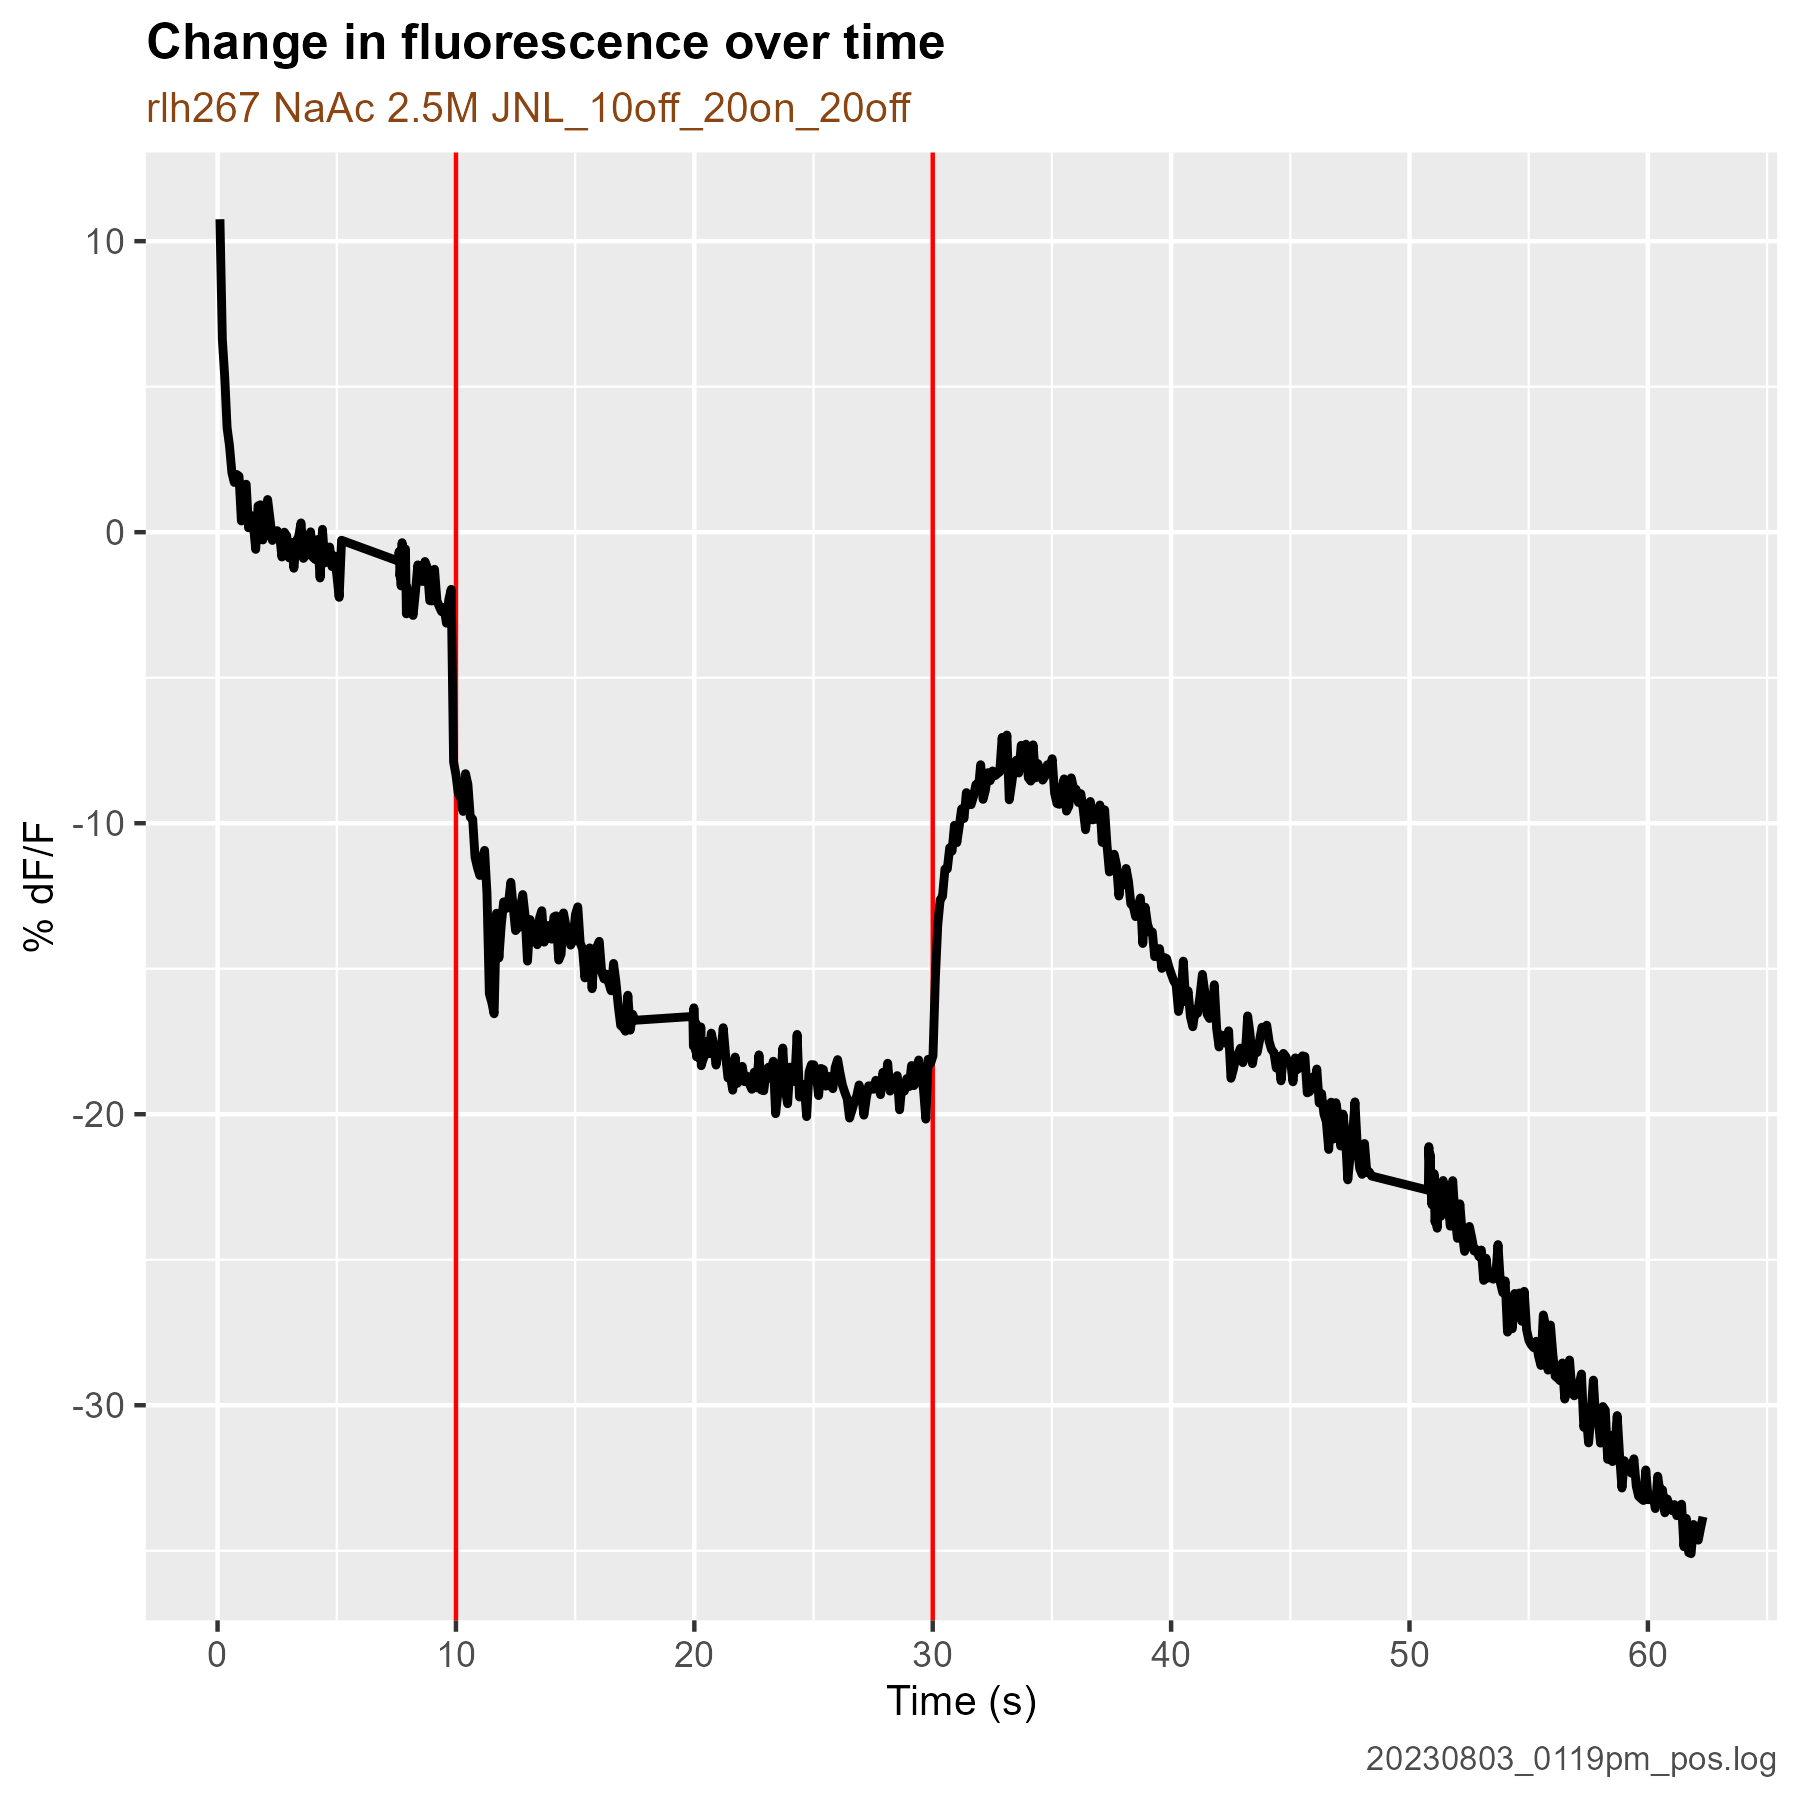 Change in fluorescence over time
rlh267 NaAc 2.5M JNL_10off_20on_20off
% dF/F
10
0
-10
-20
-30
0 10 20 30 40 50 60
Time (s)
20230803_0119pm_pos.log